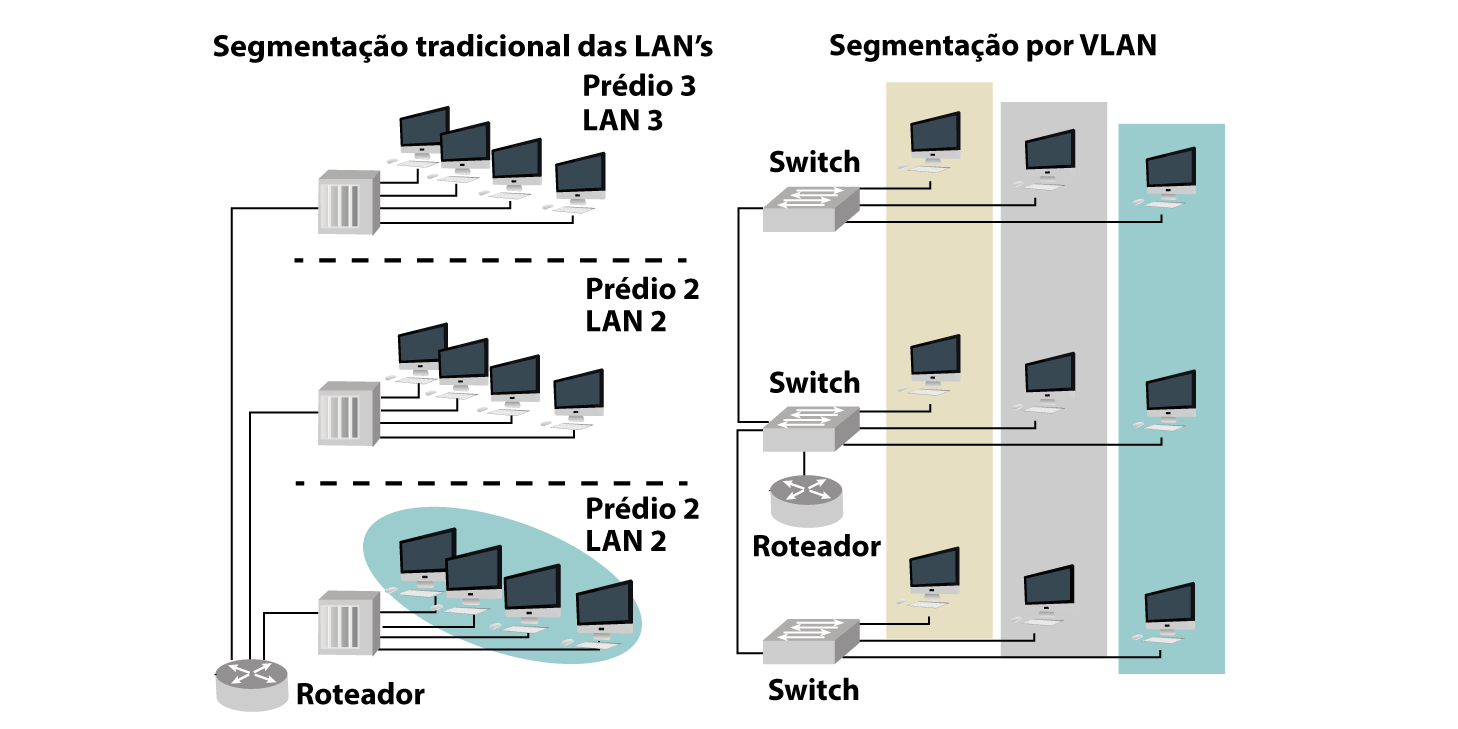 Segmentação tradicional das LAN's
Prédio 3
LAN 3
Prédio 2
LAN 2
Prédio 2
LAN 2
Roteador
Segmentação por VLAN
Switch
Switch
Roteador
Switch